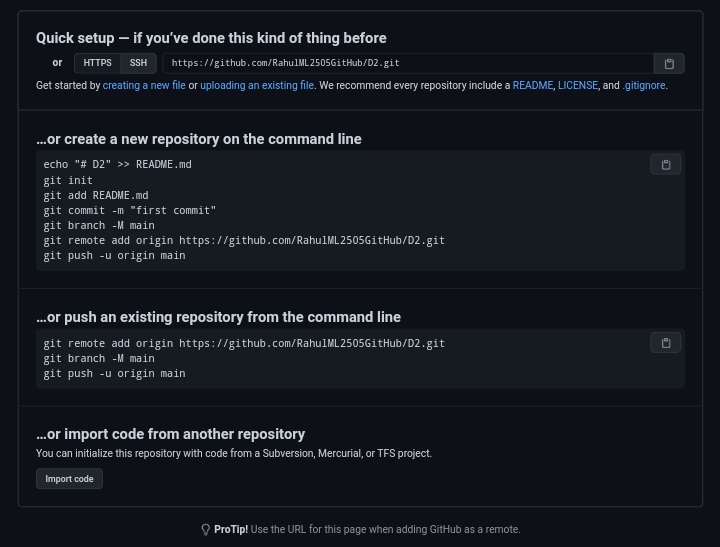 Quick setup — if you’ve done this kind of thing before
or HTTPS SSH https://github.com/RahulML2505GitHub/D2.git
Get started by creating a new file or uploading an existing file. We recommend every repository include a README, LICENSE, and .gitignore.
…or create a new repository on the command line
echo "# D2" >> README.md
git init
git add README.md
git commit -m "first commit"
git branch -M main
git remote add origin https://github.com/RahulML2505GitHub/D2.git
git push -u origin main
…or push an existing repository from the command line
git remote add origin https://github.com/RahulML2505GitHub/D2.git
git branch -M main
git push -u origin main
…or import code from another repository
You can initialize this repository with code from a Subversion, Mercurial, or TFS project.
Import code
ProTip! Use the URL for this page when adding GitHub as a remote.